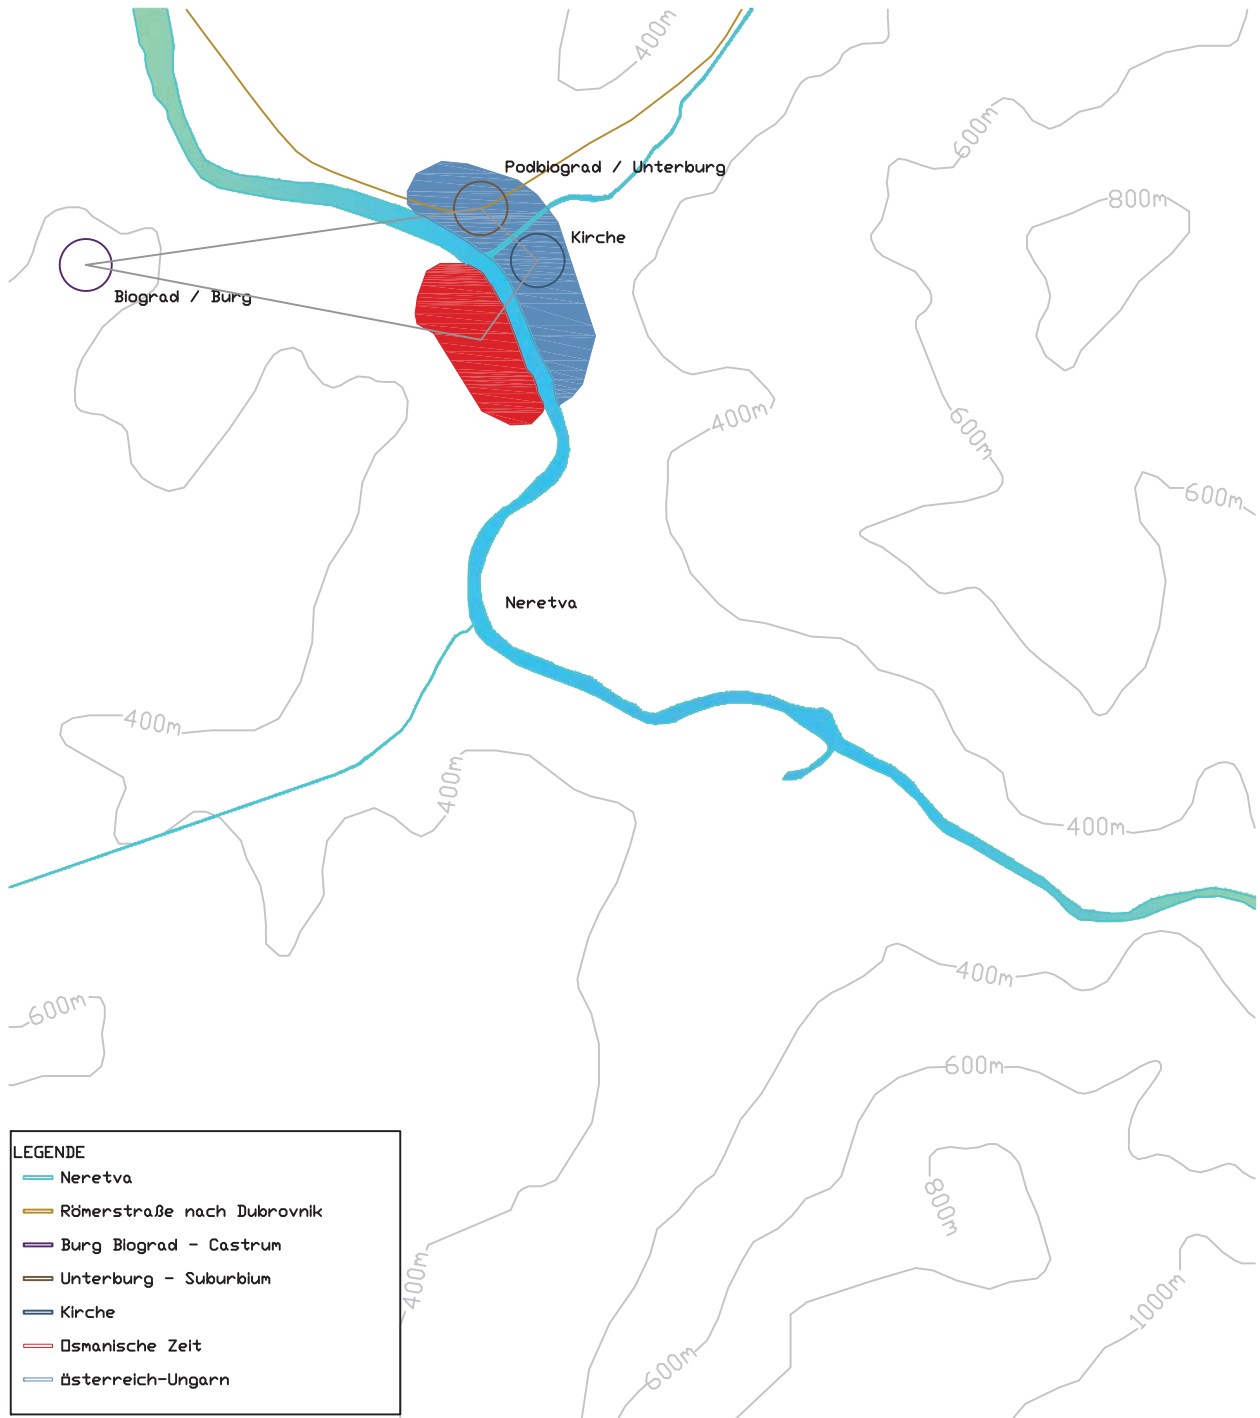 400m
Podbiograd / Unterburg
600m
800m
Kirche
Biograd / Burg
400m
600m
600m
Neretva
400m
400m
400m
400m
600m
600m
800m
400m
1000m
600m
LEGENDE
Neretva
Römerstraße nach Dubrovnik
Burg Biograd - Castrum
Unterburg - Suburbium
Kirche
Osmanische Zeit
österreich-Ungarn